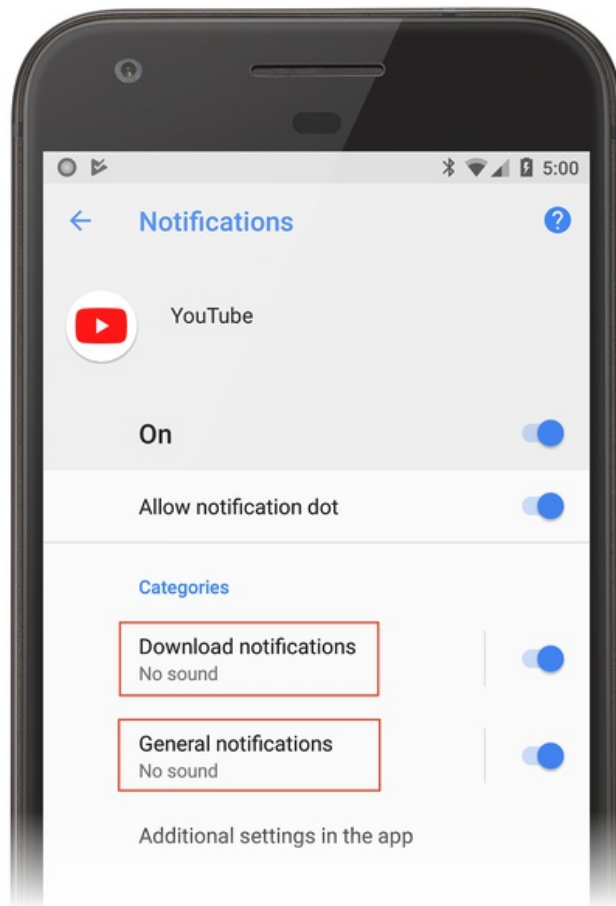 5:00
Notifications
YouTube
On
Allow notification dot
Categories
Download notifications
No sound
General notifications
No sound
Additional settings in the app